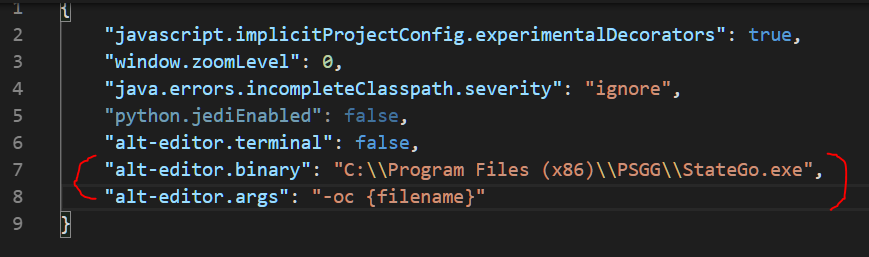 1 {
2 "javascript.implicitProjectConfig.experimentalDecorators": true,
3 "window.zoomLevel": 0,
4 "java.errors.incompleteClasspath.severity": "ignore",
5 "python.jediEnabled": false,
6 "alt-editor.terminal": false,
7 "alt-editor.binary": "C:\\Program Files (x86)\\PSGG\\StateGo.exe",
8 "alt-editor.args": "-oc {filename}"
9 }